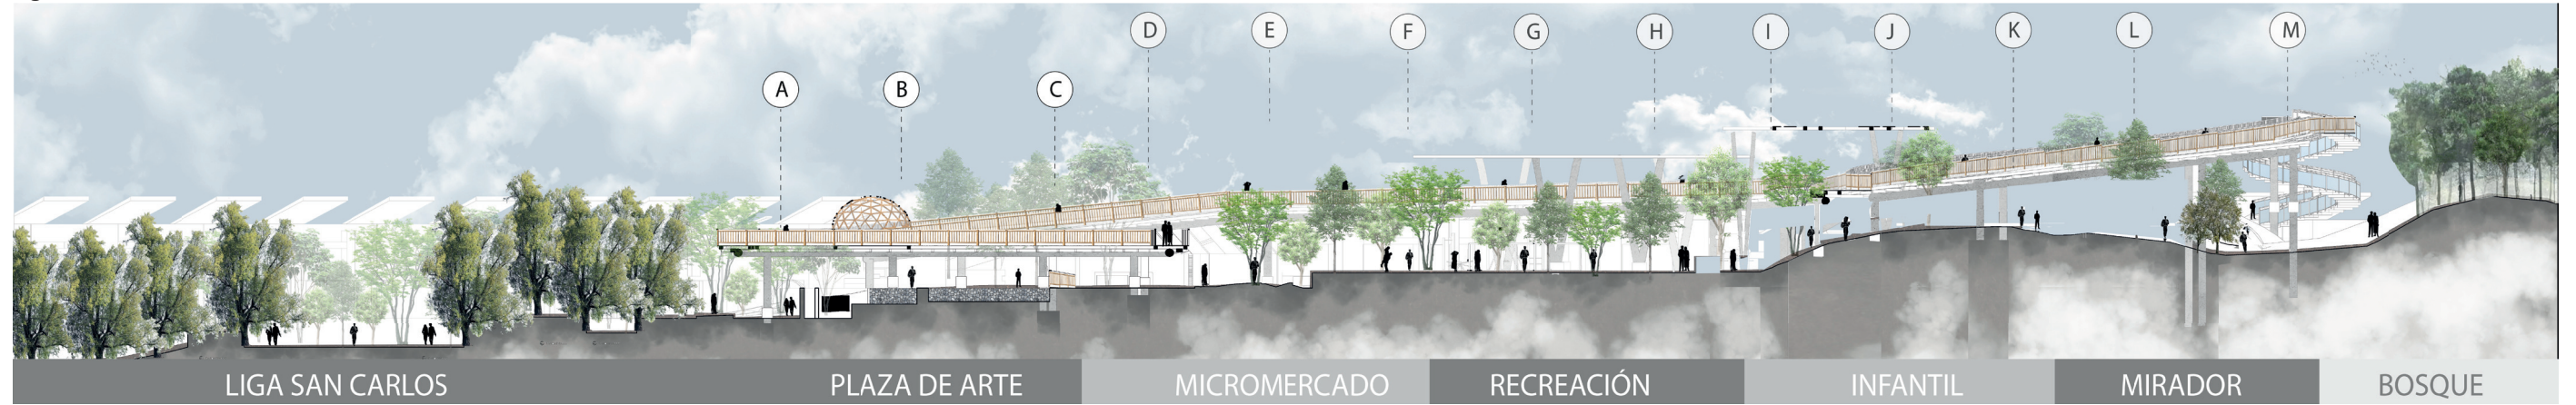 A
B
C
D
E
F
G
H
I
J
K
L
M
LIGA SAN CARLOS
PLAZA DE ARTE
MICROMERCADO
RECREACIÓN
INFANTIL
MIRADOR
BOSQUE